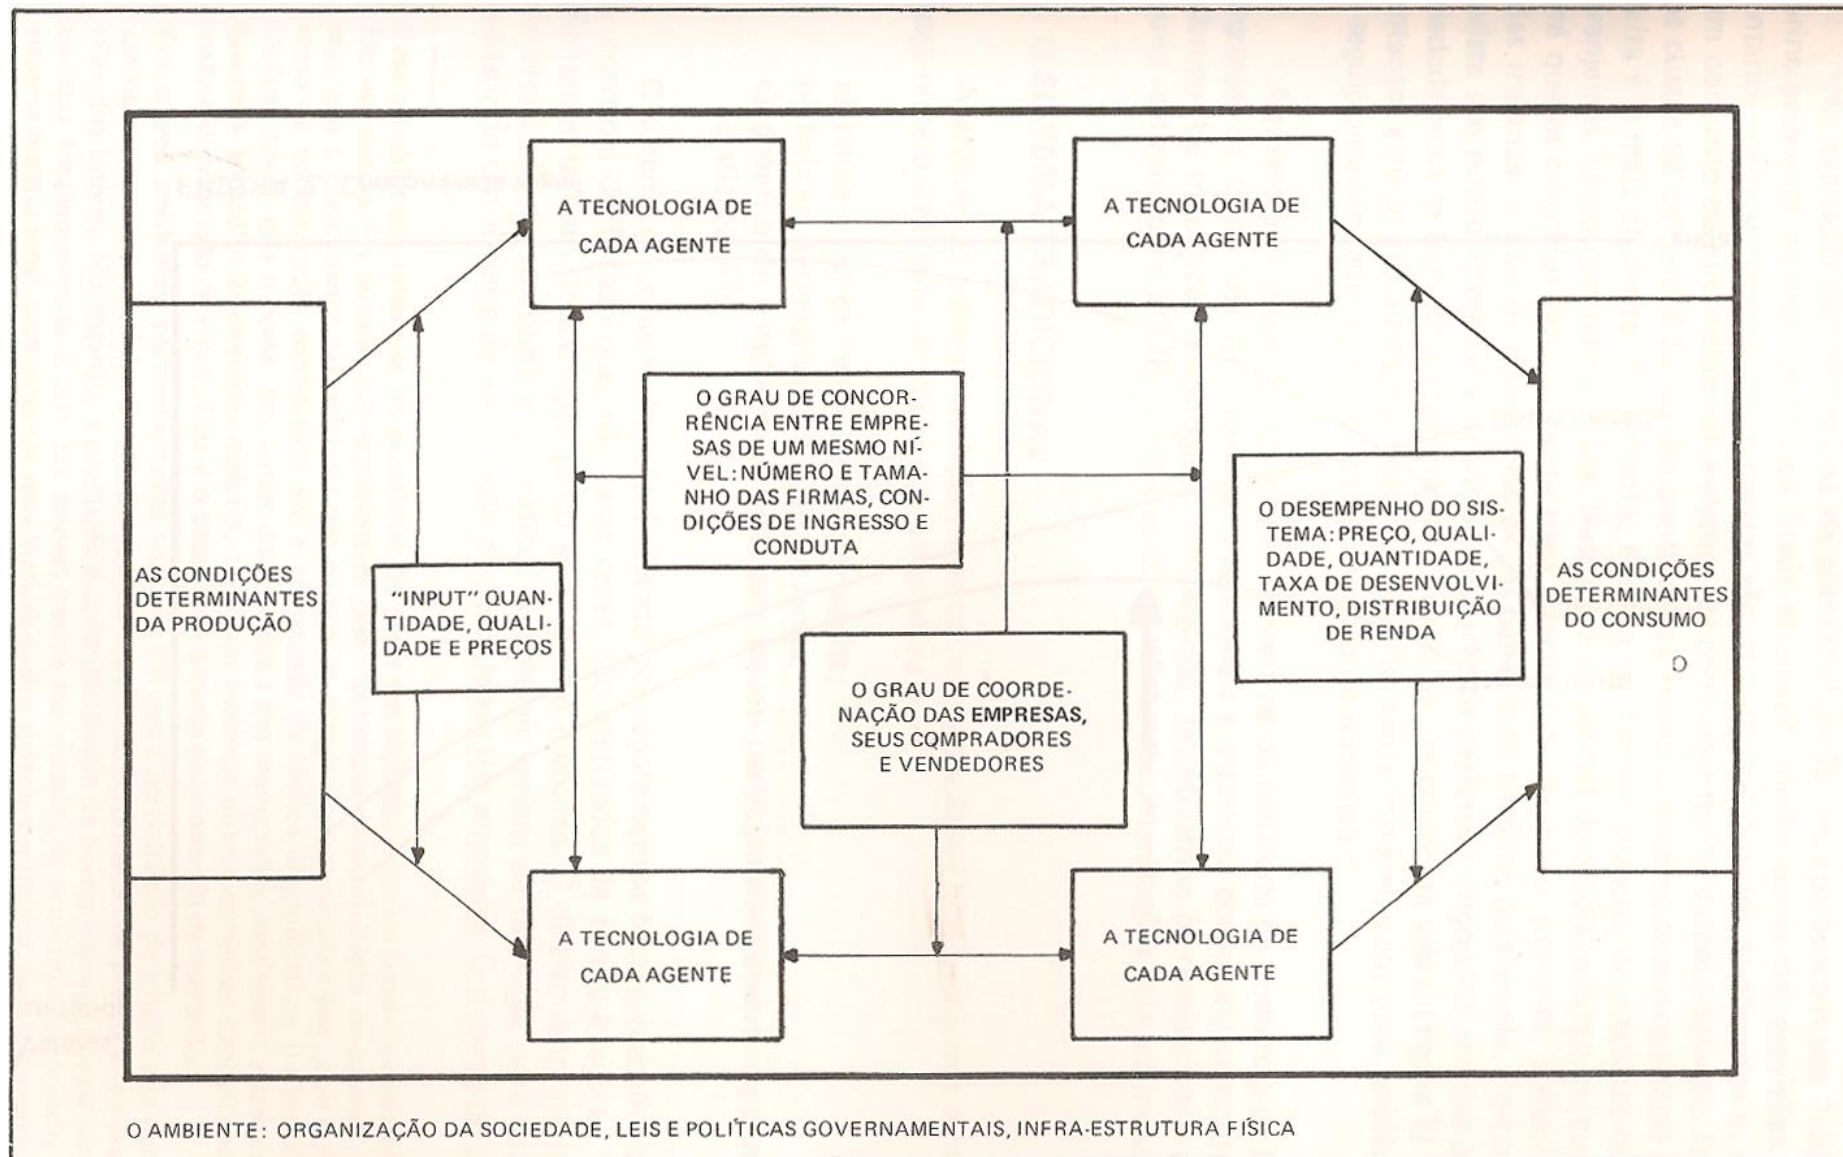 A TECNOLOGIA DE
CADA AGENTE
A TECNOLOGIA DE
CADA AGENTE
O GRAU DE CONCOR-
RÊNCIA ENTRE EMPRE-
SAS DE UM MESMO NÍ-
VEL: NÚMERO E TAMA-
NHO DAS FIRMAS, CON-
DIÇÕES DE INGRESSO E
CONDUTA
O DESEMPENHO DO SIS-
TEMA: PREÇO, QUALI-
DADE, QUANTIDADE,
TAXA DE DESENVOLVI-
MENTO, DISTRIBUIÇÃO
DE RENDA
AS CONDIÇÕES
DETERMINANTES
DA PRODUÇÃO
"INPUT" QUAN-
TIDADE, QUALI-
DADE E PREÇOS
AS CONDIÇÕES
DETERMINANTES
DO CONSUMO
O GRAU DE COORDE-
NAÇÃO DAS EMPRESAS,
SEUS COMPRADORES
E VENDEDORES
A TECNOLOGIA DE
CADA AGENTE
A TECNOLOGIA DE
CADA AGENTE
O AMBIENTE: ORGANIZAÇÃO DA SOCIEDADE, LEIS E POLÍTICAS GOVERNAMENTAIS, INFRA-ESTRUTURA FÍSICA